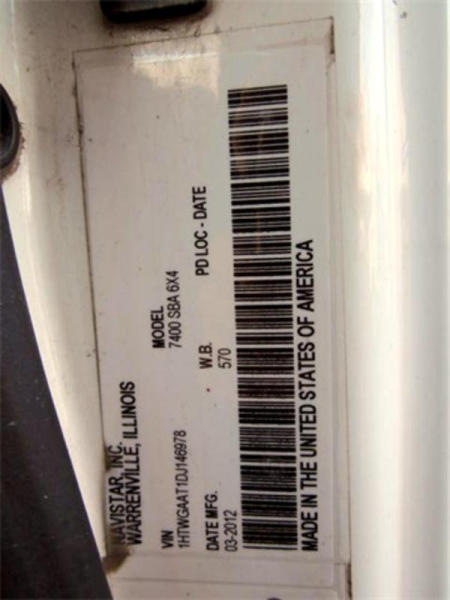 NAVISTAR, INC.
WARRENVILLE, ILLINOIS
VIN MODEL
1HTWGAAT1DJ146978 7400 SBA 6X4
DATE MFG. W.B. PD LOC - DATE
03-2012 570
MADE IN THE UNITED STATES OF AMERICA